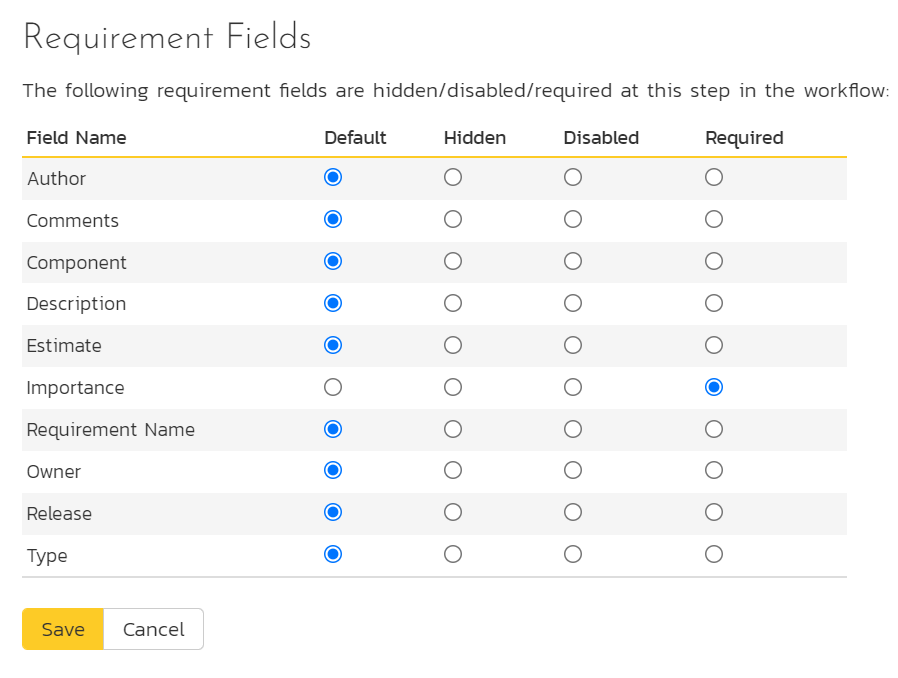 Requirement Fields
The following requirement fields are hidden/disabled/required at this step in the workflow:
Field Name Default Hidden Disabled Required
Author
Comments
Component
Description
Estimate
Importance
Requirement Name
Owner
Release
Type
Save Cancel